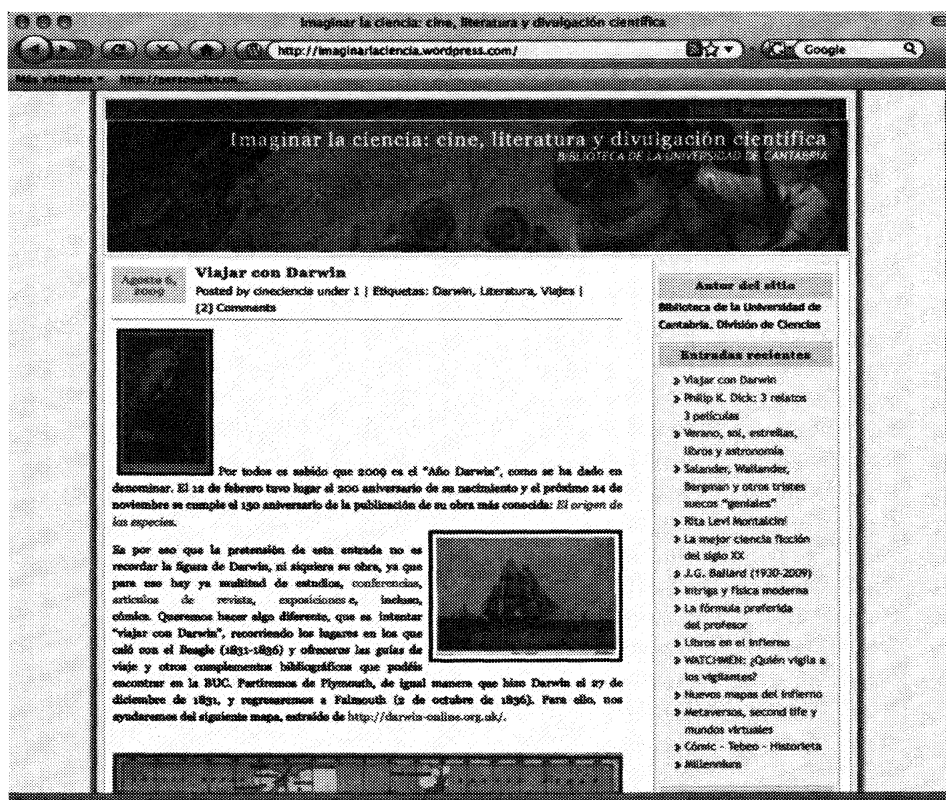 Imaginar la ciencia: cine, literatura y divulgación científica
http://imaginarlaciencia.wordpress.com/
Google
Más visitados
Imaginar la ciencia: cine, literatura y divulgación científica
BIBLIOTECA DE LA UNIVERSIDAD DE CANTABRIA
Agosto 6,
2009
Viajar con Darwin
Posted by cineciencia under 1 | Etiquetas: Darwin, Literatura, Viajes |
[2] Comments
Por todos es sabido que 2009 es el "Año Darwin", como se ha dado en
denominar. El 12 de febrero tuvo lugar el 200 aniversario de su nacimiento y el próximo 24 de
noviembre se cumple el 150 aniversario de la publicación de su obra más conocida: El origen de
las especies.
Es por eso que la pretensión de esta entrada no es
recordar la figura de Darwin, ni siquiera su obra, ya que
para eso hay ya multitud de estudios, conferencias,
artículos de revista, exposiciones e, incluso,
cómics. Queremos hacer algo diferente, que es intentar
"viajar con Darwin", recorriendo los lugares en los que
caló con el Beagle (1831-1836) y ofreceros las guías de
viaje y otros complementos bibliográficos que podéis
encontrar en la BUC. Partiremos de Plymouth, de igual manera que hizo Darwin el 27 de
diciembre de 1831, y regresaremos a Falmouth (2 de octubre de 1836). Para ello, nos
ayudaremos del siguiente mapa, extraído de http://darwin-online.org.uk/.
Autor del sitio
Biblioteca de la Universidad de
Cantabria. División de Ciencias
Entradas recientes
» Viajar con Darwin
» Philip K. Dick: 3 relatos
3 películas
» Verano, sol, estrellas,
libros y astronomía
» Salander, Wallander,
Bergman y otros tristes
suecos "geniales"
» Rita Levi Montalcini
» La mejor ciencia ficción
del siglo XX
» J.G. Ballard (1930-2009)
» Intriga y física moderna
» La fórmula preferida
del profesor
» Libros en el infierno
» WATCHMEN: ¿Quién vigila a
los vigilantes?
» Nuevos mapas del infierno
» Metaversos, second life y
mundos virtuales
» Cómic - Tebeo - Historieta
» Millennium